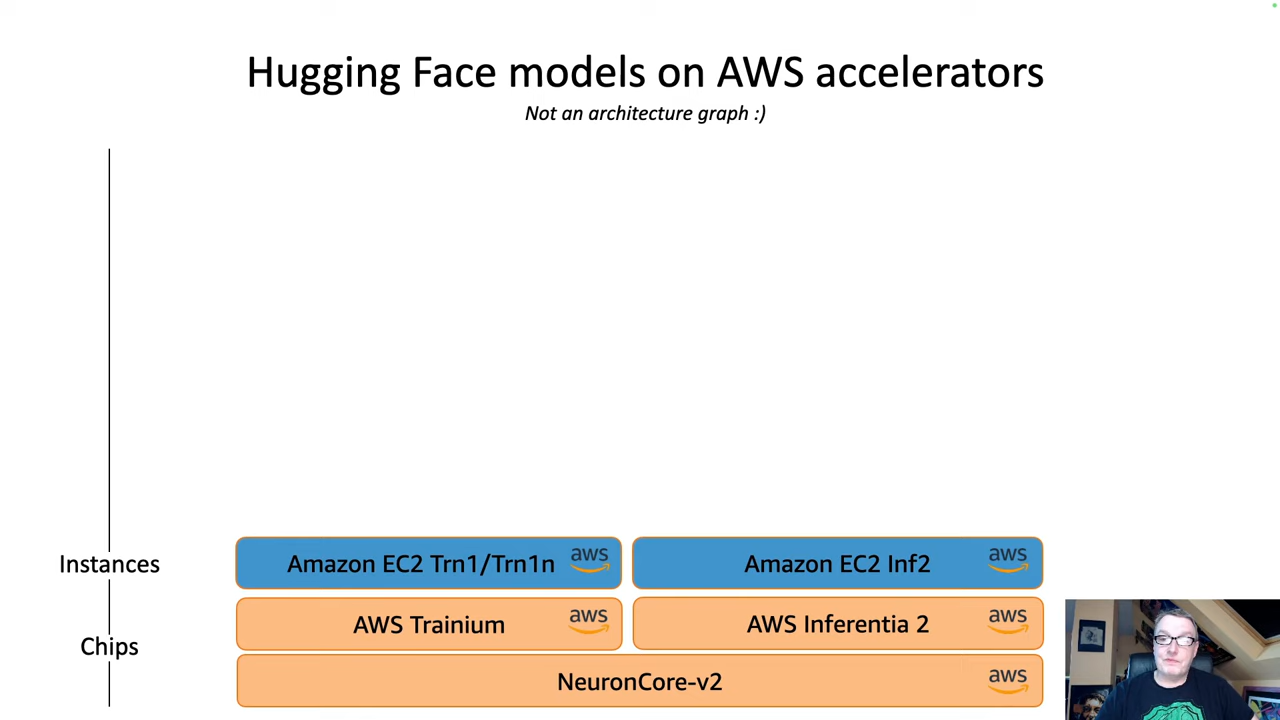 Hugging Face models on AWS accelerators
Not an architecture graph :)
Instances
Amazon EC2 Trn1/Trn1n aws
Amazon EC2 Inf2 aws
Chips
AWS Trainium aws
AWS Inferentia 2 aws
NeuronCore-v2 aws